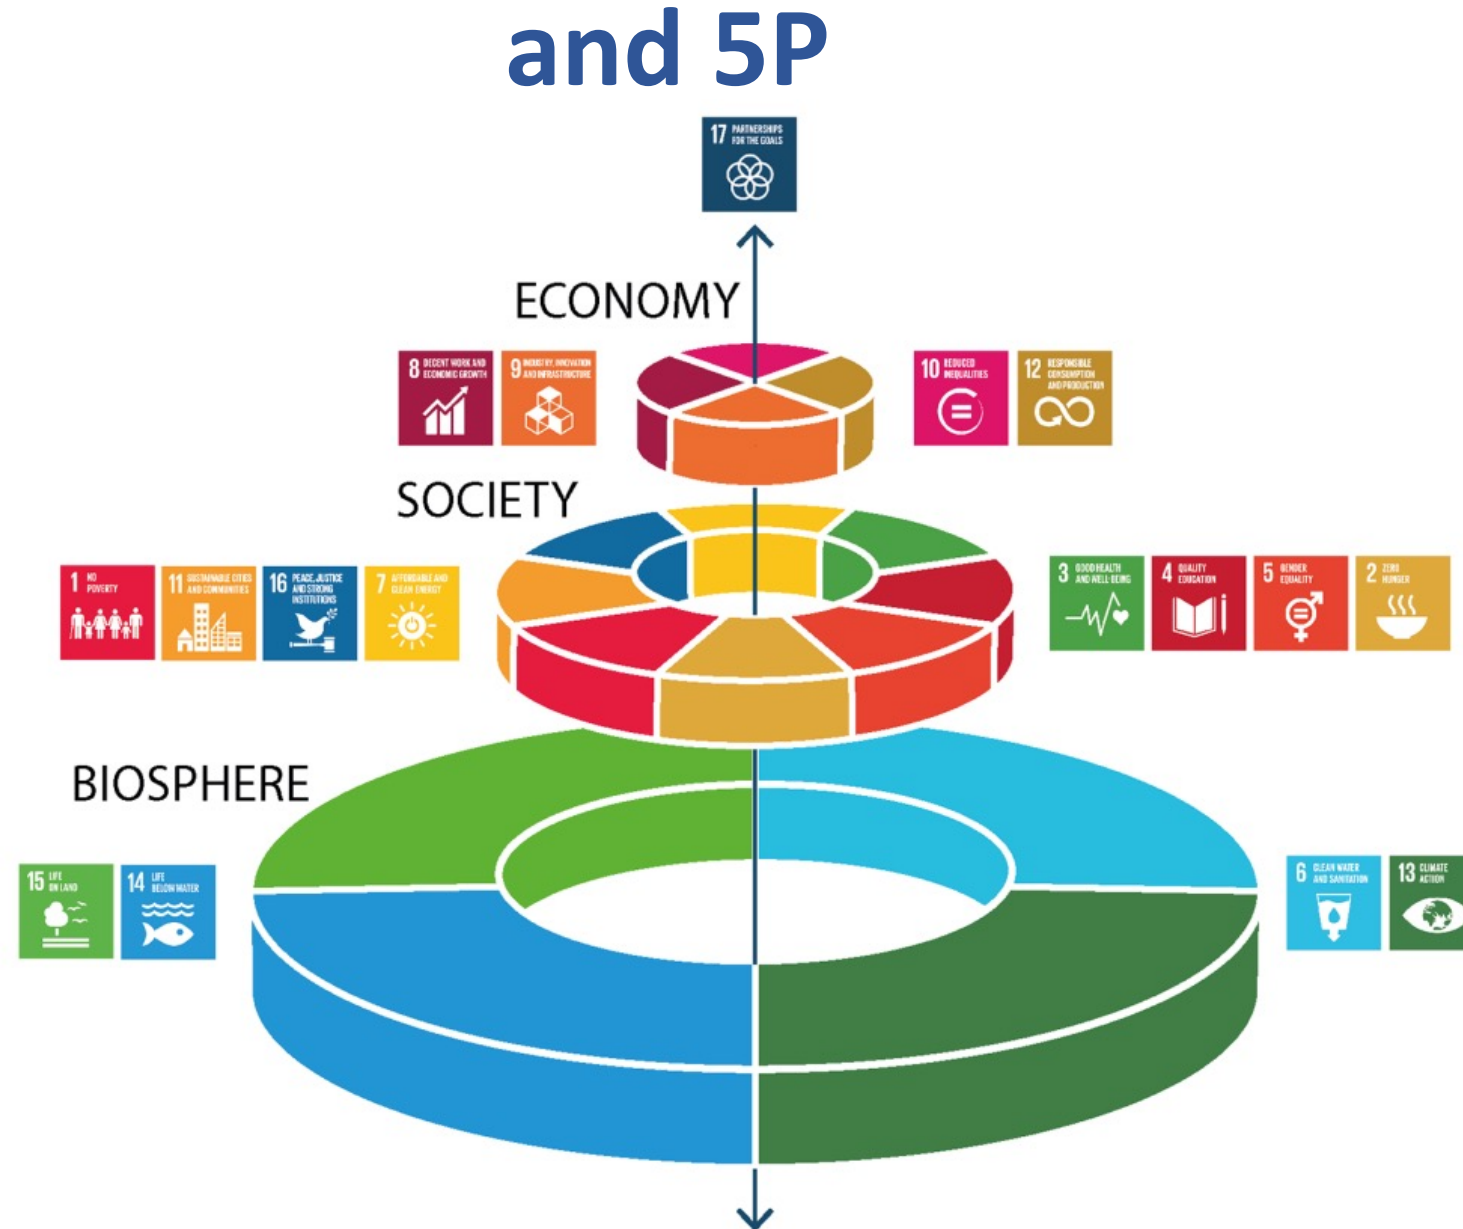 and 5P
17 PARTNERSHIPS
FOR THE GOALS
ECONOMY
8 DECENT WORK AND
ECONOMIC GROWTH
9 INDUSTRY, INNOVATION
AND INFRASTRUCTURE
10 REDUCED
INEQUALITIES
12 RESPONSIBLE
CONSUMPTION
AND PRODUCTION
SOCIETY
1 NO
POVERTY
11 SUSTAINABLE CITIES
AND COMMUNITIES
16 PEACE, JUSTICE
AND STRONG
INSTITUTIONS
7 AFFORDABLE AND
CLEAN ENERGY
3 GOOD HEALTH
AND WELL-BEING
4 QUALITY
EDUCATION
5 GENDER
EQUALITY
2 ZERO
HUNGER
BIOSPHERE
15 LIFE
ON LAND
14 LIFE
BELOW WATER
6 CLEAN WATER
AND SANITATION
13 CLIMATE
ACTION